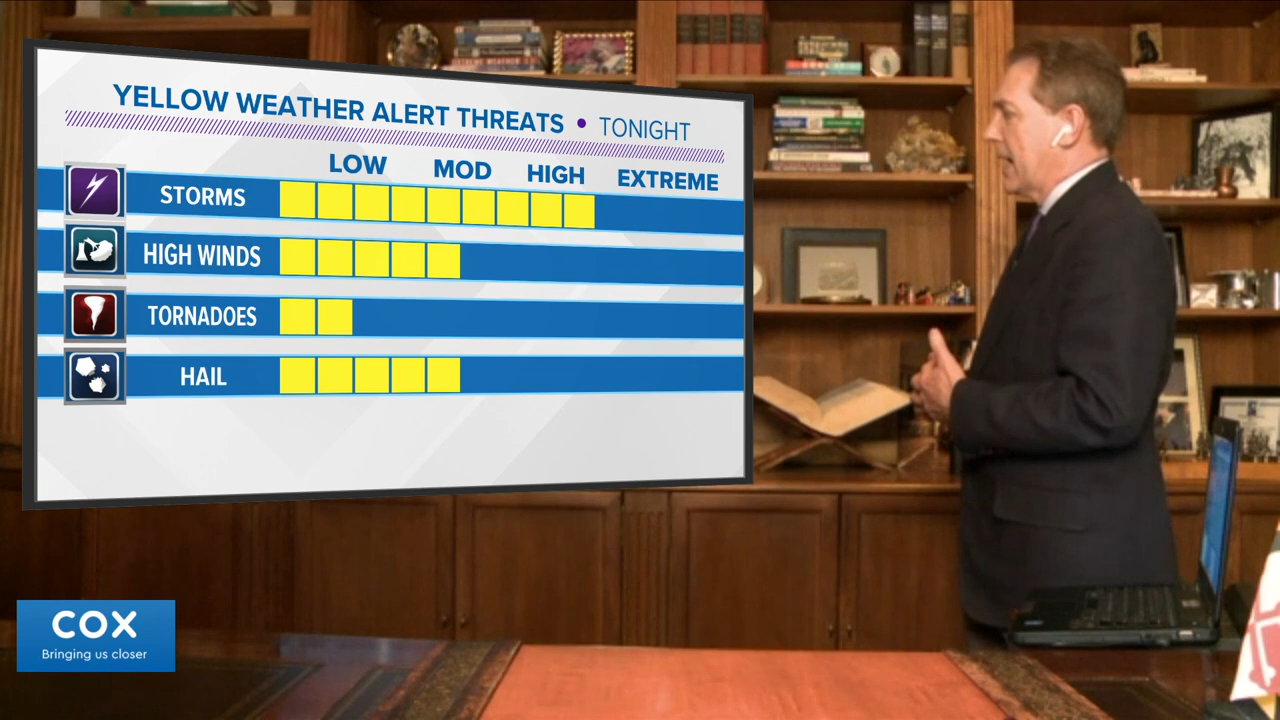 YELLOW WEATHER ALERT THREATS • TONIGHT
LOW MOD HIGH EXTREME
STORMS
HIGH WINDS
TORNADOES
HAIL
COX
Bringing us closer